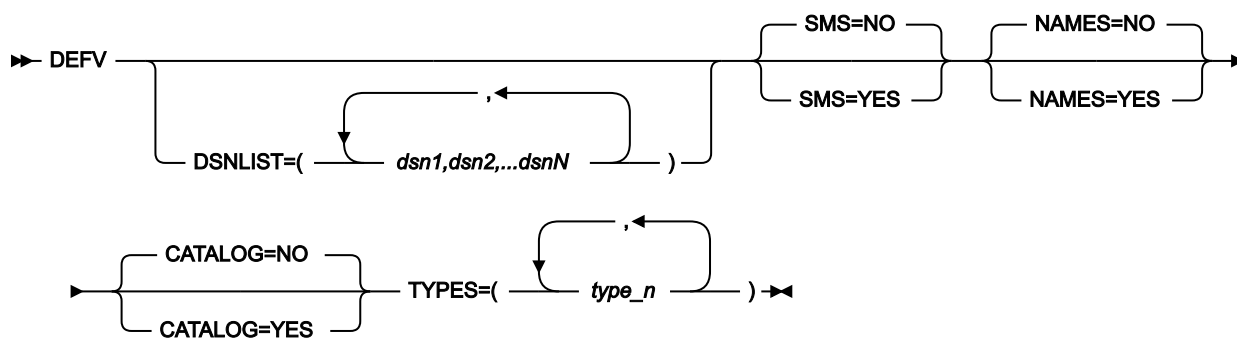 SMS=NO NAMES=NO
DEFV
SMS=YES NAMES=YES
,
DSNLIST=( dsn1,dsn2,...dsnN )
,
CATALOG=NO
TYPES=( type_n )
CATALOG=YES